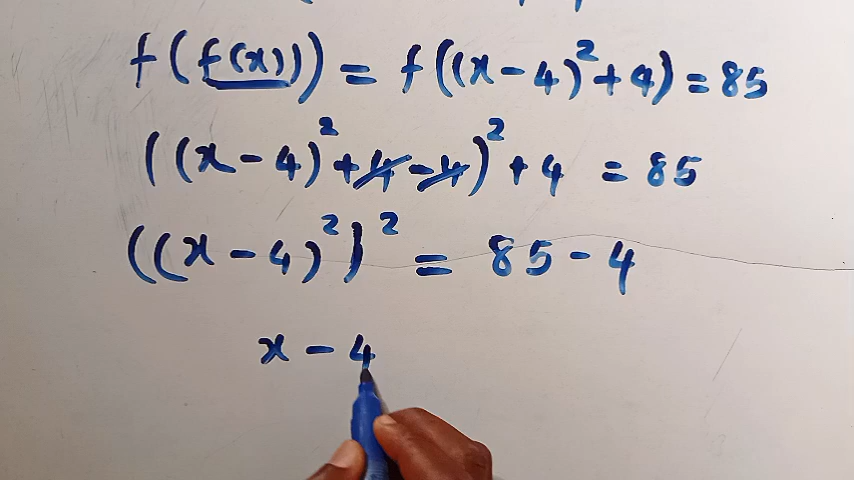 f(f(x)) = f((x-4)²+4) = 85
((x-4)²+4-4)²+4 = 85
((x-4)²)² = 85-4
x-4